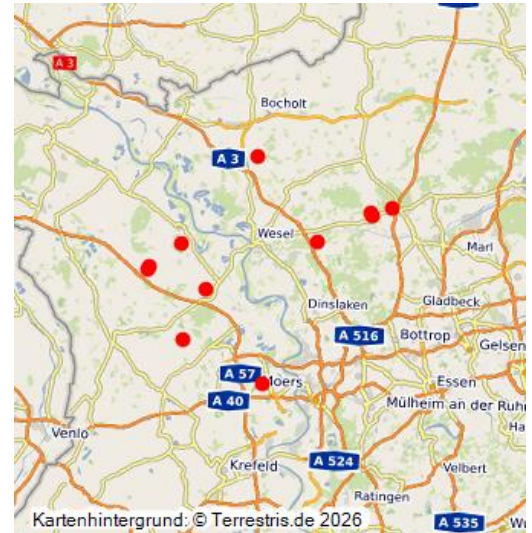 A 3
Bocholt
A 3
Wesel
Marl
Dinslaken
Gladbeck
A 516
Bottrop
Gelsen
A 57
Moers
Essen
A 40
Mülheim an der Ruhr
Venlo
Krefeld
A 524
Velbert
Ratingen
A 535
Kartenhintergrund: © Terrestris.de 2026